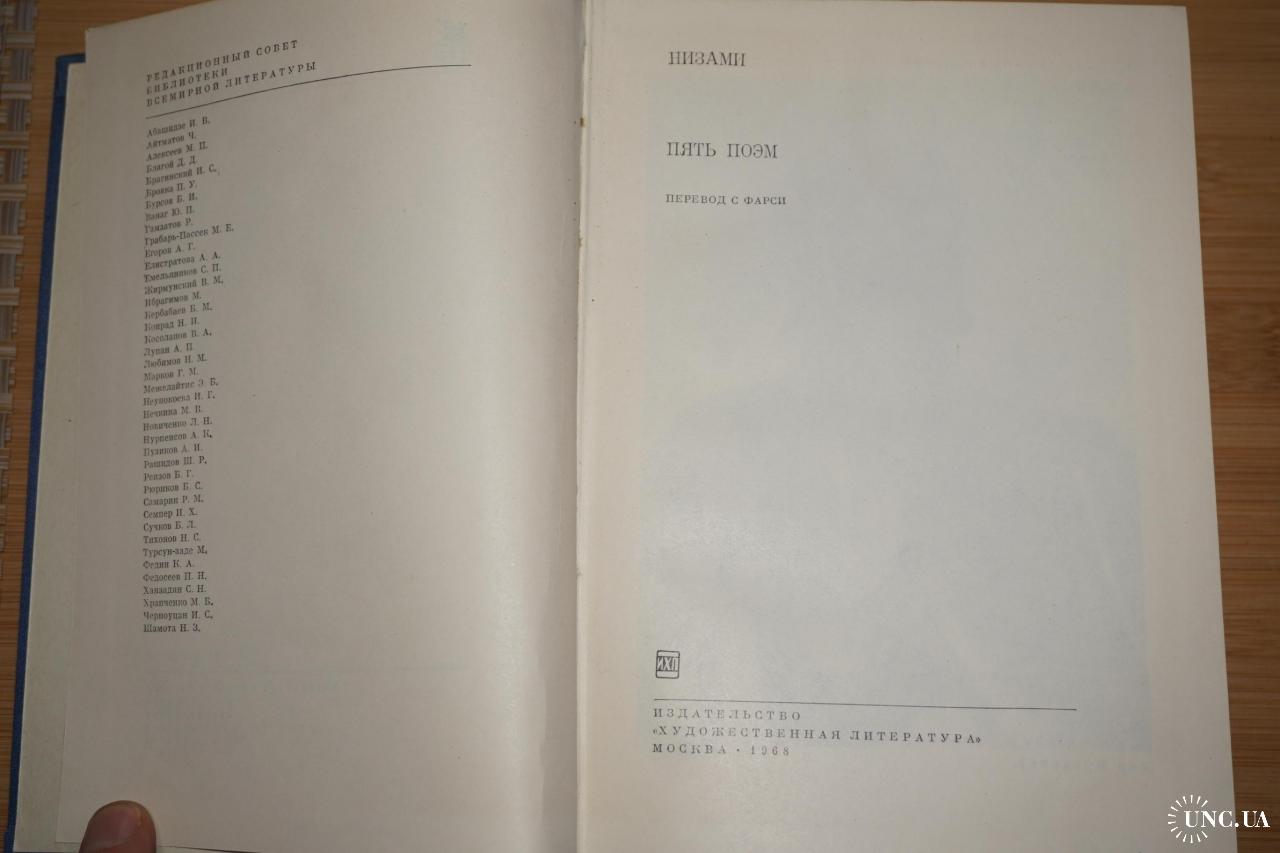 РЕДАКЦИОННЫЙ СОВЕТ
БИБЛИОТЕКИ
ВСЕМИРНОЙ ЛИТЕРАТУРЫ
Абашидзе И. В.
Айтматов Ч.
Алексеев М. П.
Благой Д. Д.
Брагинский И. С.
Бровка П. У.
Бурсов Б. И.
Ванаг Ю. П.
Гамзатов Р.
Грабарь-Пассек М. Е.
Егоров А. Г.
Елистратова А. А.
Емельяников С. П.
Жирмунский В. М.
Ибрагимов М.
Кербабаев Б. М.
Конрад Н. И.
Косолапов В. А.
Лупан А. П.
Любимов Н. М.
Марков Г. М.
Межелайтис Э. Б.
Неупокоева И. Г.
Нечкина М. В.
Новиченко Л. Н.
Нурпеисов А. К.
Пузиков А. И.
Рашидов Ш. Р.
Реизов Б. Г.
Рюриков Б. С.
Самарин Р. М.
Семпер И. Х.
Сучков Б. Л.
Тихонов Н. С.
Турсун-заде М.
Федин К. А.
Федосеев П. Н.
Ханзадян С. Н.
Храпченко М. Б.
Черноуцан И. С.
Шамота Н. З.
НИЗАМИ
ПЯТЬ ПОЭМ
ПЕРЕВОД С ФАРСИ
ИХЛ
ИЗДАТЕЛЬСТВО
«ХУДОЖЕСТВЕННАЯ ЛИТЕРАТУРА»
МОСКВА · 1968
UNC.UA